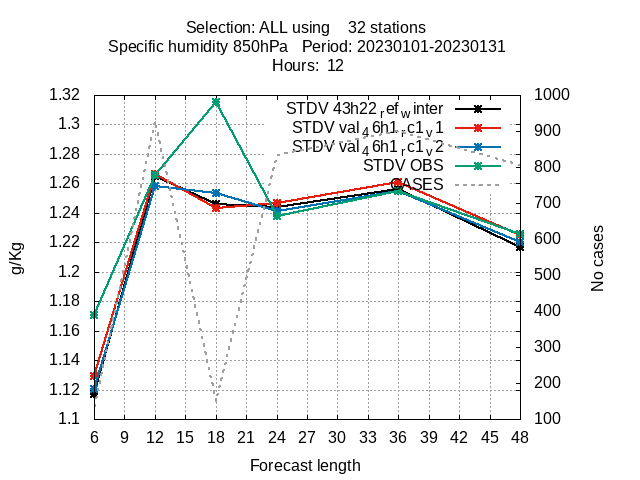 Selection: ALL using 32 stations
Specific humidity 850hPa Period: 20230101-20230131
Hours: 12
STDV 43h22refwinter
STDV val46h1rc1v1
STDV val46h1rc1v2
STDV OBS
CASES
1.32
1.3
1.28
1.26
1.24
1.22
1.2
1.18
1.16
1.14
1.12
1.1
g/Kg
1000
900
800
700
600
500
400
300
200
100
No cases
6 9 12 15 18 21 24 27 30 33 36 39 42 45 48
Forecast length